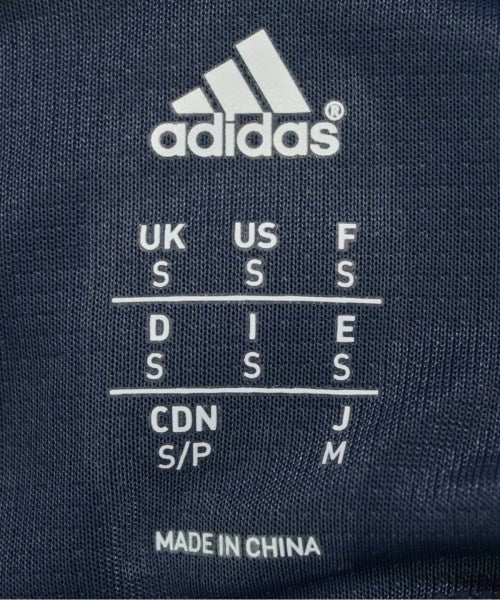 adidas®
UK US F
S S S
D I E
S S S
CDN J
S/P M
MADE IN CHINA